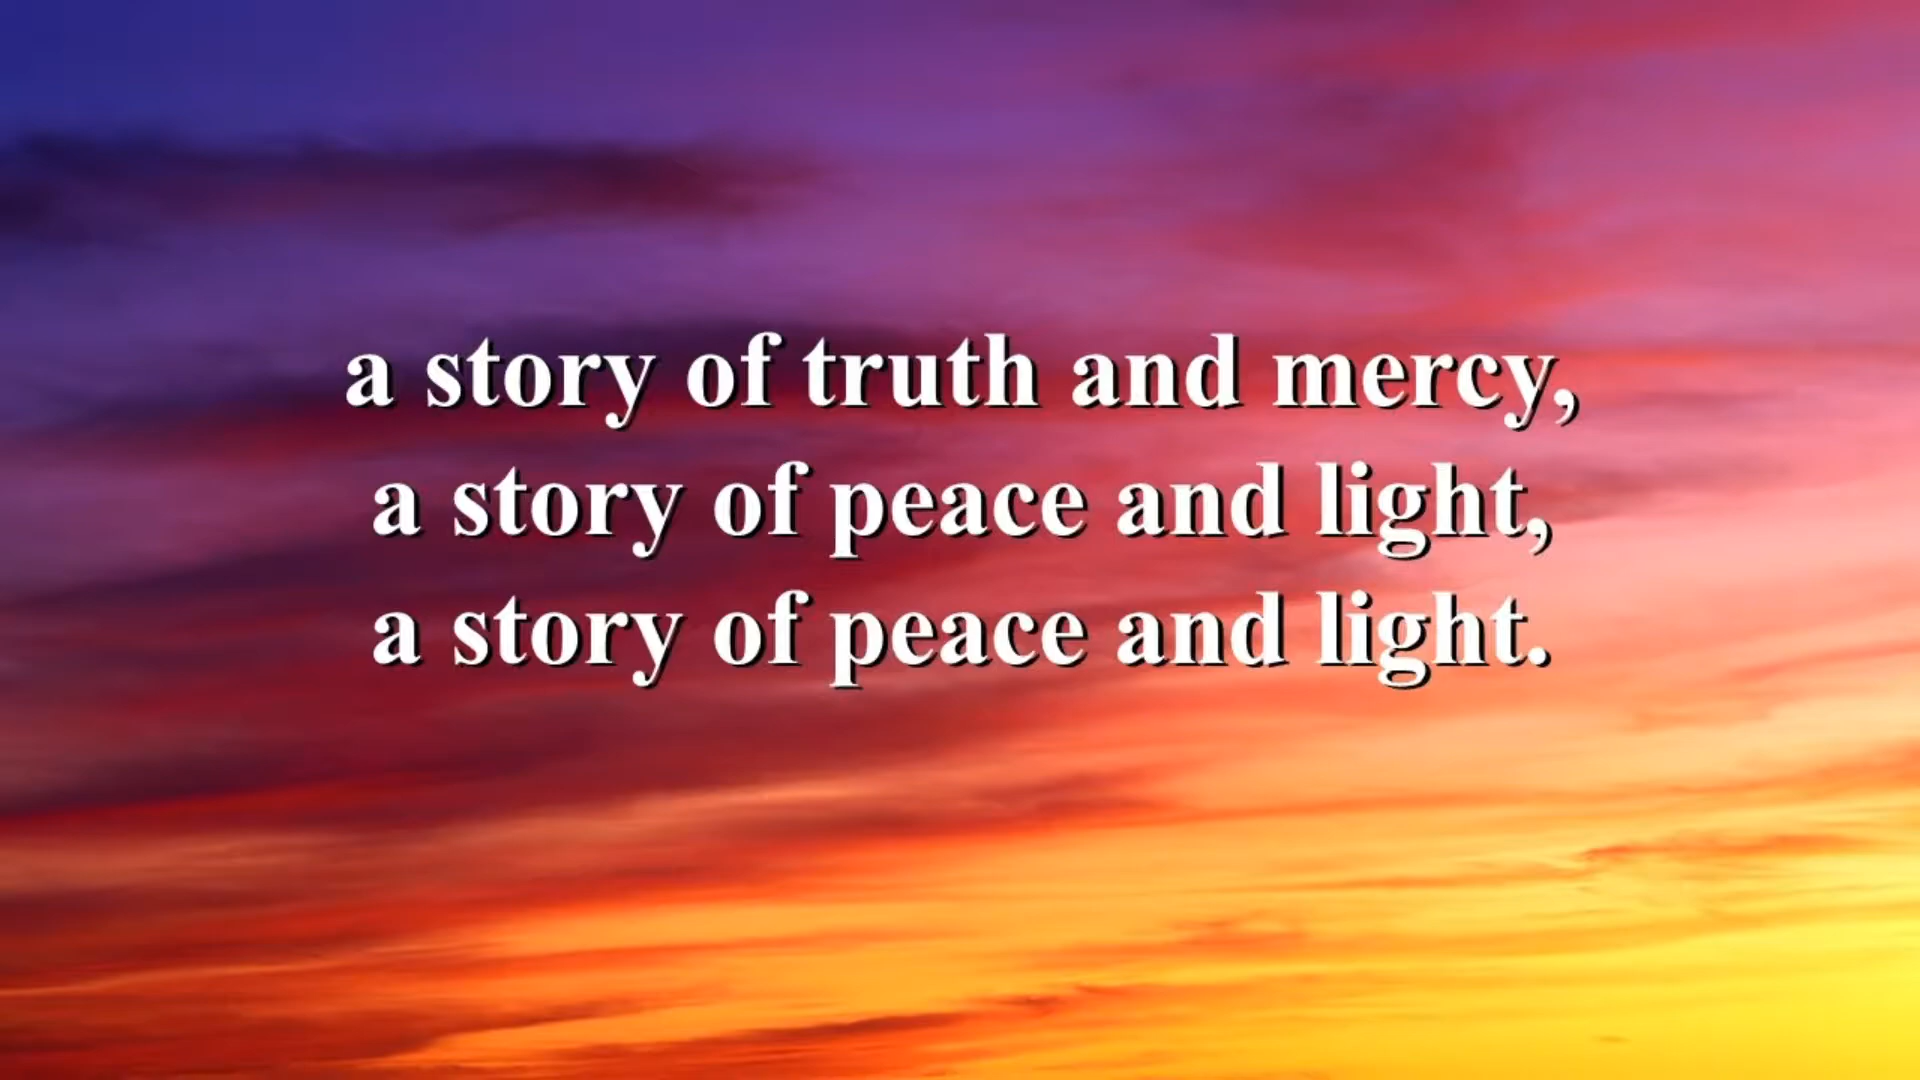 a story of truth and mercy,
a story of peace and light,
a story of peace and light.